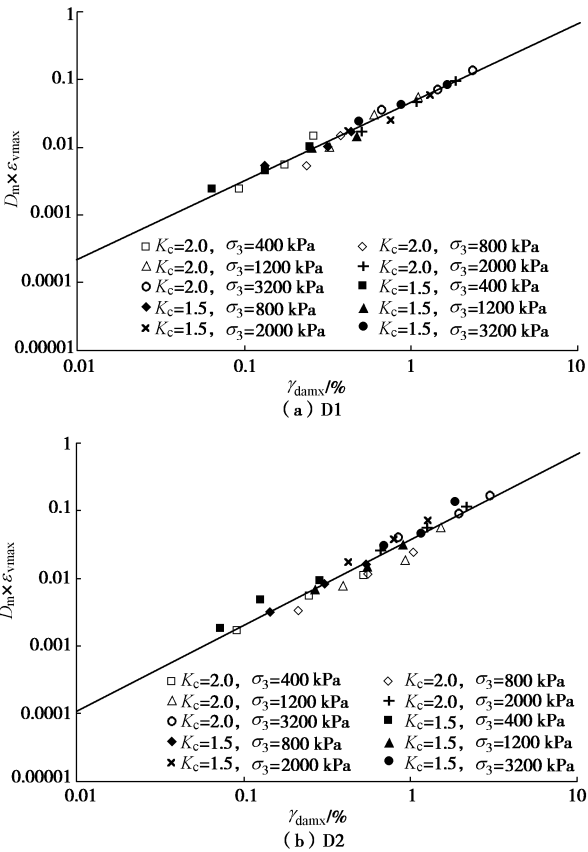 1
0.1
0.01
0.001
0.0001
0.00001
Dm×εvmax
□ Kc=2.0, σ3=400 kPa ◇ Kc=2.0, σ3=800 kPa
△ Kc=2.0, σ3=1200 kPa + Kc=2.0, σ3=2000 kPa
○ Kc=2.0, σ3=3200 kPa ■ Kc=1.5, σ3=400 kPa
◆ Kc=1.5, σ3=800 kPa ▲ Kc=1.5, σ3=1200 kPa
× Kc=1.5, σ3=2000 kPa ● Kc=1.5, σ3=3200 kPa
0.01 0.1 1 10
γdamx/%
(a) D1
1
0.1
0.01
0.001
0.0001
0.00001
Dm×εvmax
□ Kc=2.0, σ3=400 kPa ◇ Kc=2.0, σ3=800 kPa
△ Kc=2.0, σ3=1200 kPa + Kc=2.0, σ3=2000 kPa
○ Kc=2.0, σ3=3200 kPa ■ Kc=1.5, σ3=400 kPa
◆ Kc=1.5, σ3=800 kPa ▲ Kc=1.5, σ3=1200 kPa
× Kc=1.5, σ3=2000 kPa ● Kc=1.5, σ3=3200 kPa
0.01 0.1 1 10
γdamx/%
(b) D2